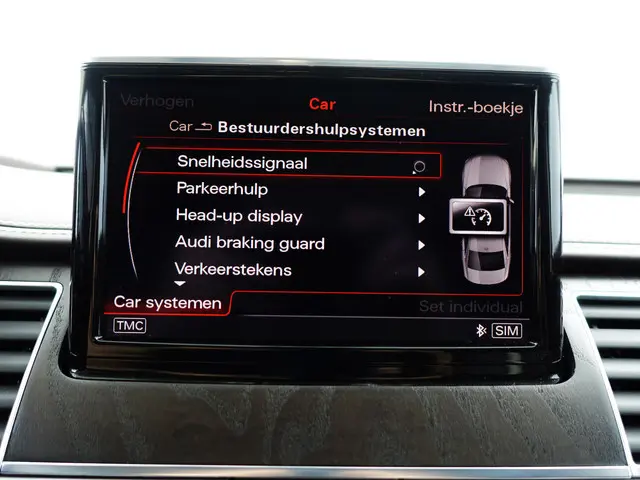 Verhogen Car Instr.-boekje
Car Bestuurdershulpsystemen
Snelheidssignaal
Parkeerhulp
Head-up display
Audi braking guard
Verkeerstekens
Car systemen Set individual
TMC SIM